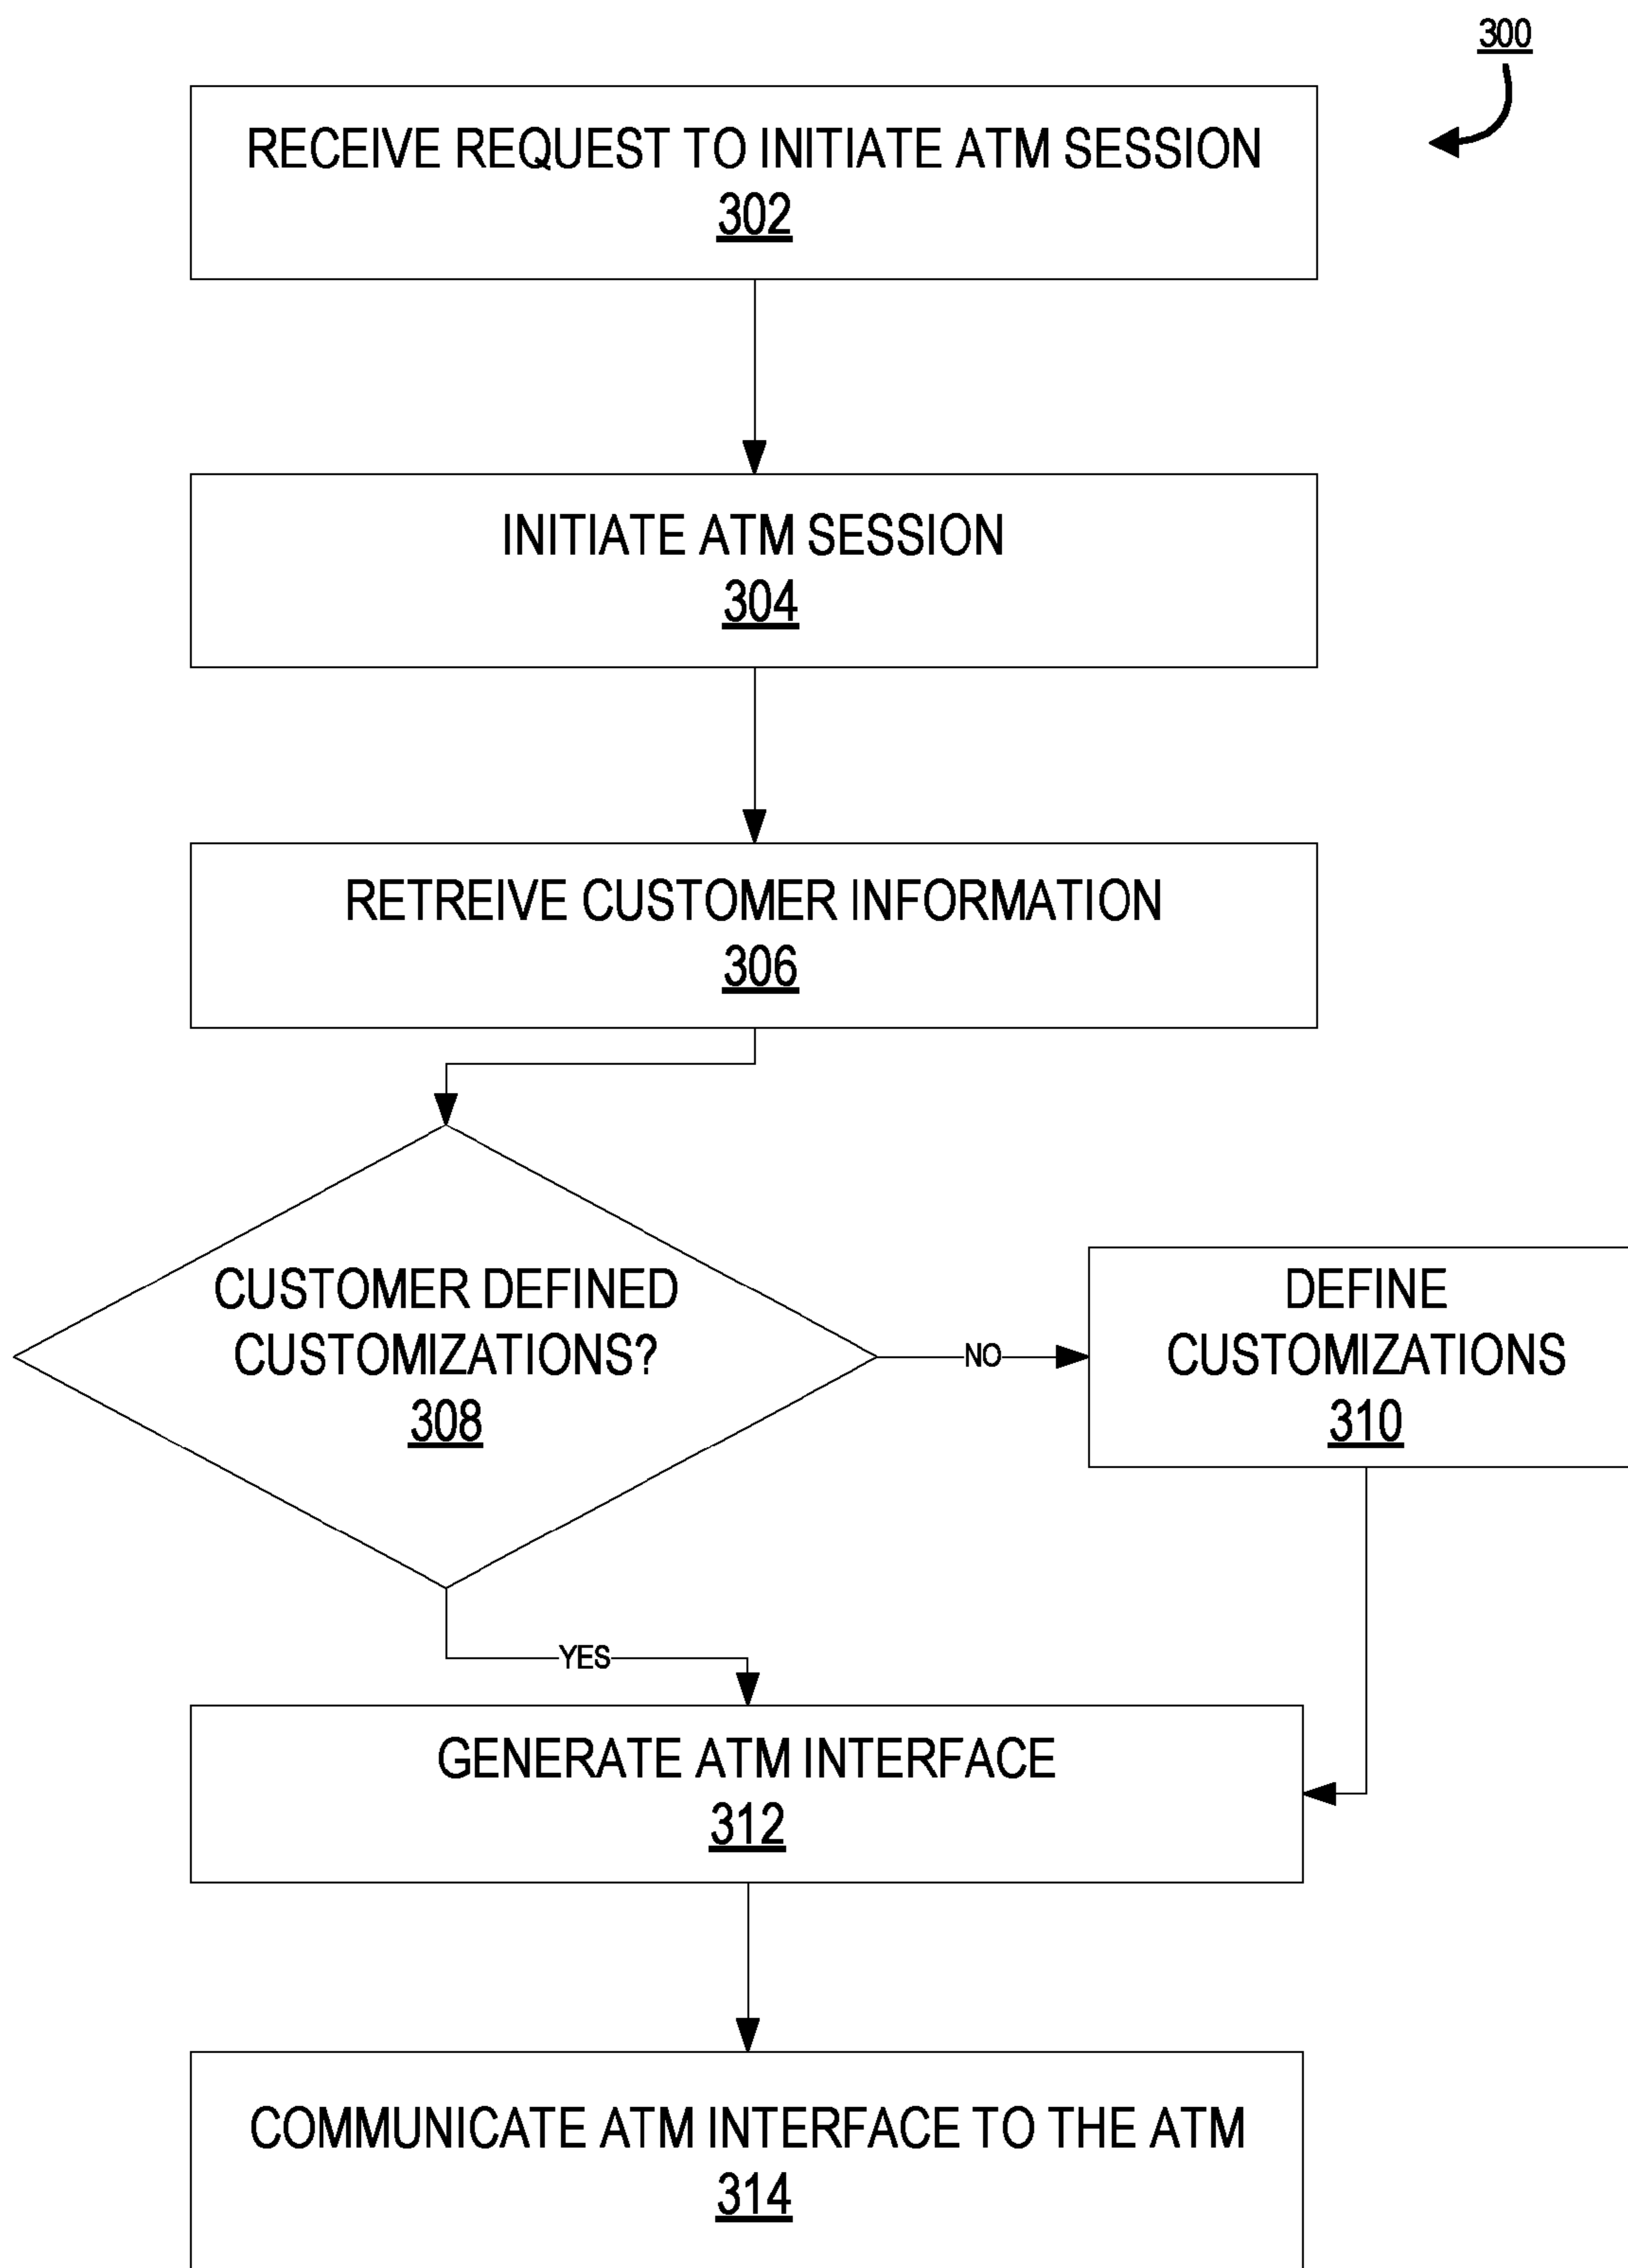 300
RECEIVE REQUEST TO INITIATE ATM SESSION
302
INITIATE ATM SESSION
304
RETREIVE CUSTOMER INFORMATION
306
CUSTOMER DEFINED
CUSTOMIZATIONS?
308
NO
DEFINE
CUSTOMIZATIONS
310
YES
GENERATE ATM INTERFACE
312
COMMUNICATE ATM INTERFACE TO THE ATM
314